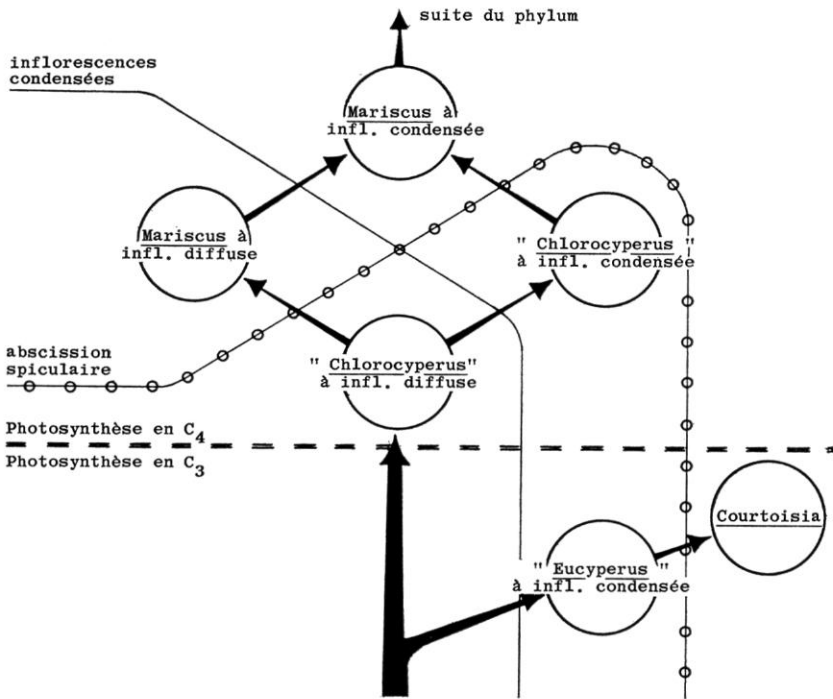 suite du phylum
inflorescences
condensées
Mariscus à
infl. condensée
Mariscus à
infl. diffuse
" Chlorocyperus "
à infl. condensée
abscission
spiculaire
" Chlorocyperus"
à infl. diffuse
Photosynthèse en C4
Photosynthèse en C3
Courtoisia
" Eucyperus "
à infl. condensée